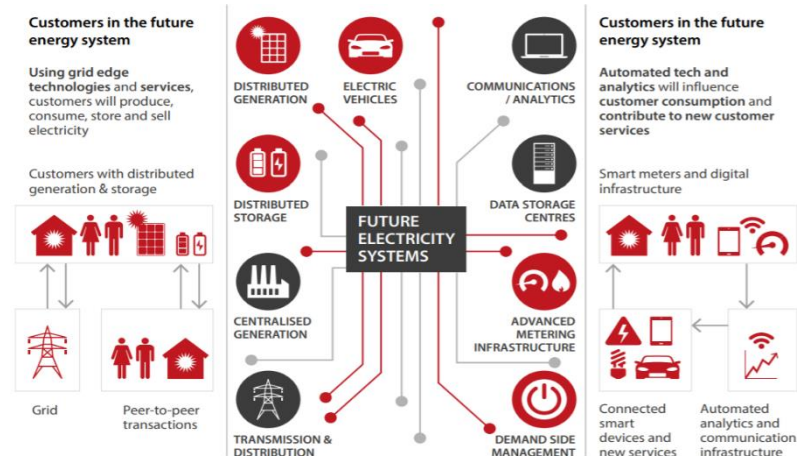 Customers in the future
energy system
Using grid edge
technologies and services,
customers will produce,
consume, store and sell
electricity
Customers with distributed
generation & storage
Grid
Peer-to-peer
transactions
DISTRIBUTED
GENERATION
ELECTRIC
VEHICLES
COMMUNICATIONS
/ ANALYTICS
DISTRIBUTED
STORAGE
DATA STORAGE
CENTRES
FUTURE
ELECTRICITY
SYSTEMS
CENTRALISED
GENERATION
ADVANCED
METERING
INFRASTRUCTURE
TRANSMISSION &
DISTRIBUTION
DEMAND SIDE
MANAGEMENT
Customers in the future
energy system
Automated tech and
analytics will influence
customer consumption and
contribute to new customer
services
Smart meters and digital
infrastructure
Connected
smart
devices and
new services
Automated
analytics and
communication
infrastructure